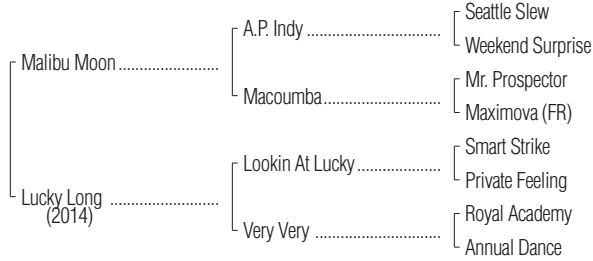 Malibu Moon
Lucky Long
(2014)
A.P. Indy
Macoumba
Lookin At Lucky
Very Very
Seattle Slew
Weekend Surprise
Mr. Prospector
Maximova (FR)
Smart Strike
Private Feeling
Royal Academy
Annual Dance